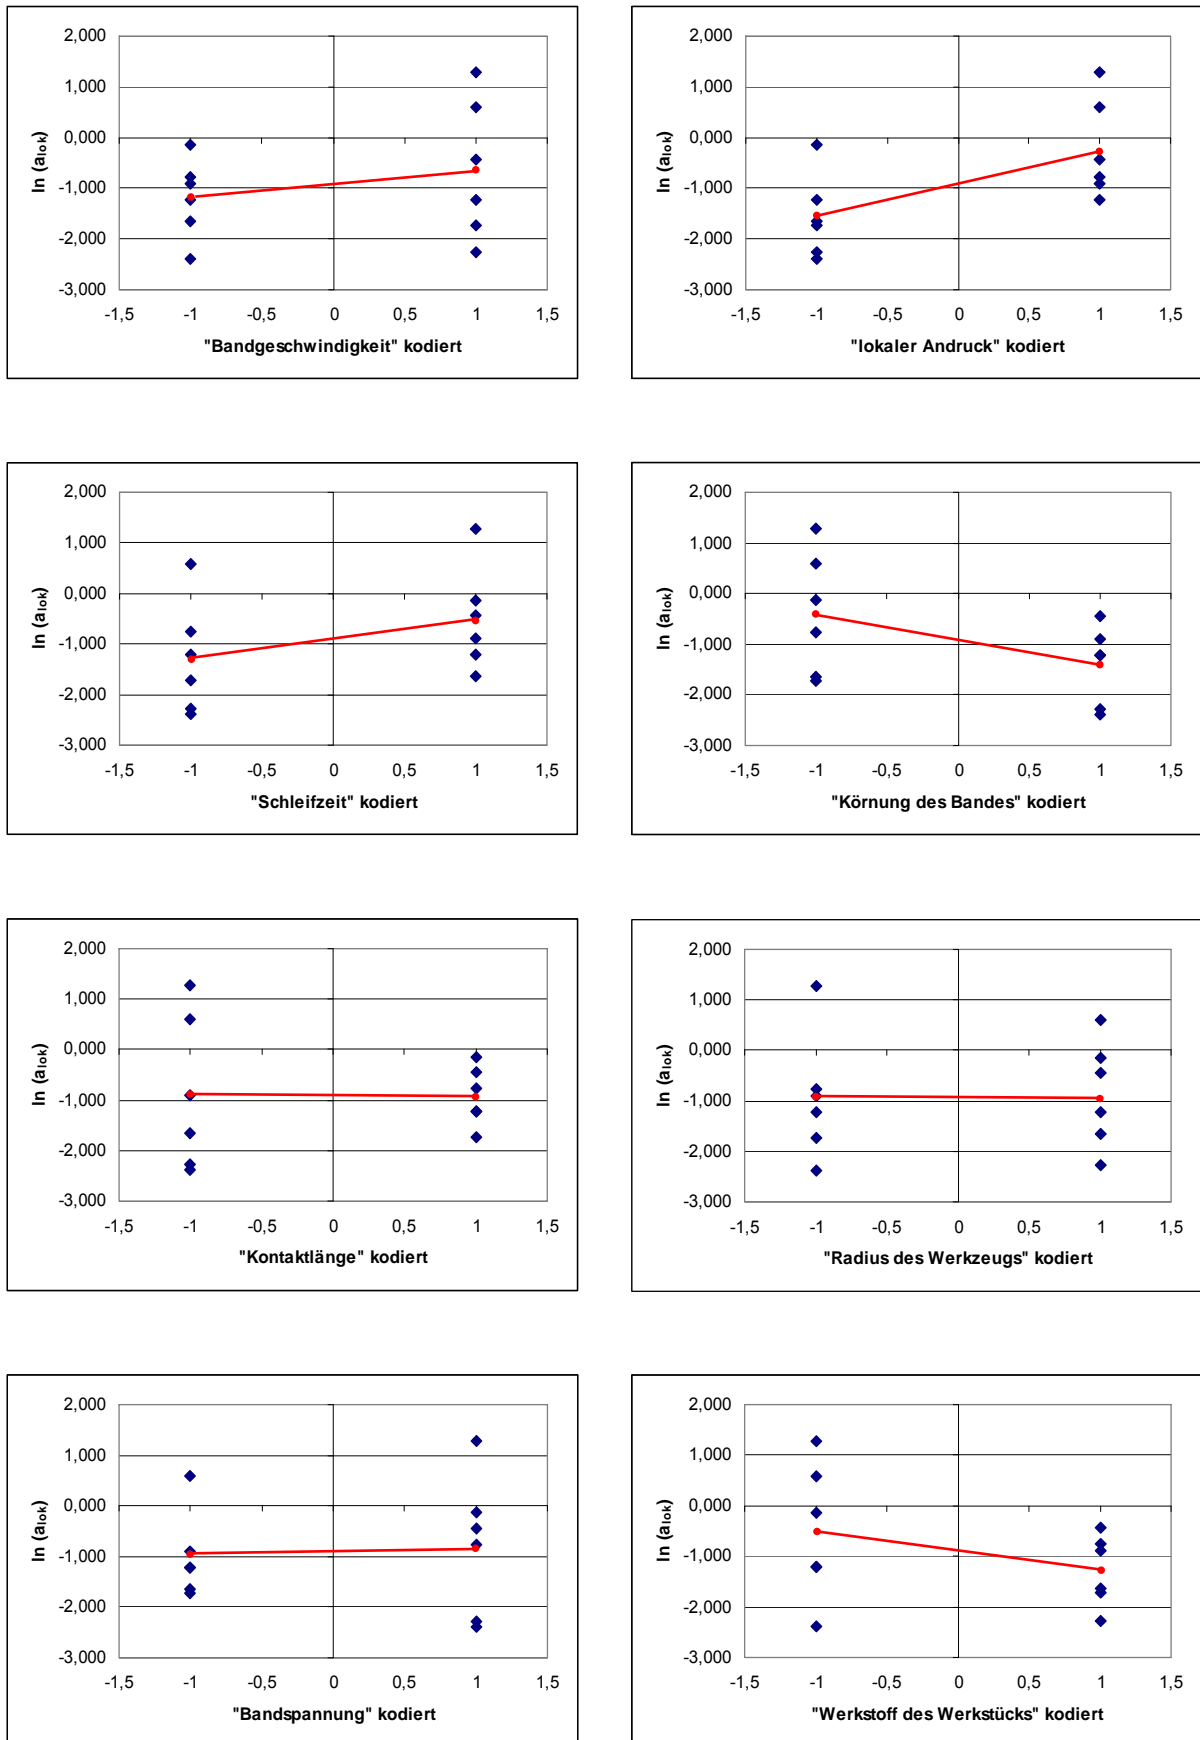 2,000
1,000
0,000
-1,000
-2,000
-3,000
ln (alok)
-1,5 -1 -0,5 0 0,5 1 1,5
"Bandgeschwindigkeit" kodiert
2,000
1,000
0,000
-1,000
-2,000
-3,000
ln (alok)
-1,5 -1 -0,5 0 0,5 1 1,5
"lokaler Andruck" kodiert
2,000
1,000
0,000
-1,000
-2,000
-3,000
ln (alok)
-1,5 -1 -0,5 0 0,5 1 1,5
"Schleifzeit" kodiert
2,000
1,000
0,000
-1,000
-2,000
-3,000
ln (alok)
-1,5 -1 -0,5 0 0,5 1 1,5
"Körnung des Bandes" kodiert
2,000
1,000
0,000
-1,000
-2,000
-3,000
ln (alok)
-1,5 -1 -0,5 0 0,5 1 1,5
"Kontaktlänge" kodiert
2,000
1,000
0,000
-1,000
-2,000
-3,000
ln (alok)
-1,5 -1 -0,5 0 0,5 1 1,5
"Radius des Werkzeugs" kodiert
2,000
1,000
0,000
-1,000
-2,000
-3,000
ln (alok)
-1,5 -1 -0,5 0 0,5 1 1,5
"Bandspannung" kodiert
2,000
1,000
0,000
-1,000
-2,000
-3,000
ln (alok)
-1,5 -1 -0,5 0 0,5 1 1,5
"Werkstoff des Werkstücks" kodiert